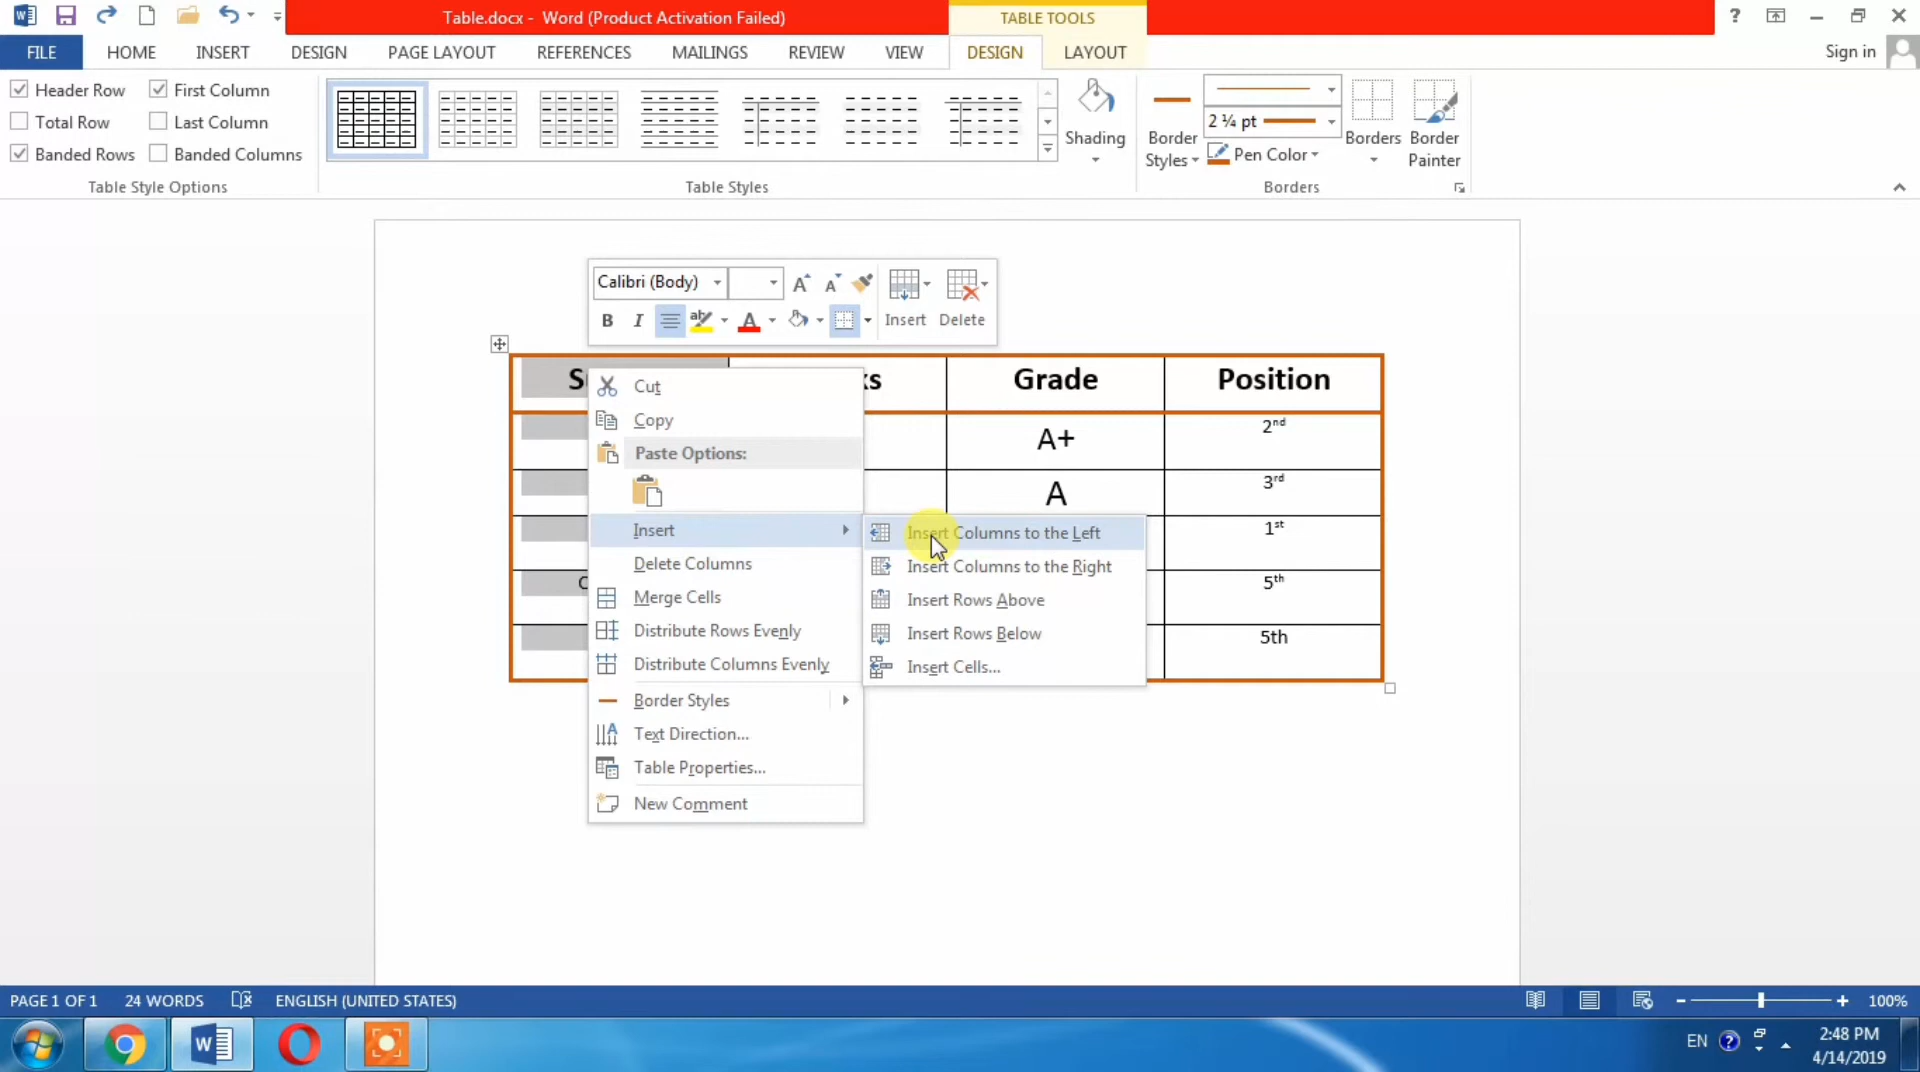 Table.docx - Word (Product Activation Failed)
TABLE TOOLS
?
FILE
HOME
INSERT
DESIGN
PAGE LAYOUT
REFERENCES
MAILINGS
REVIEW
VIEW
DESIGN
LAYOUT
Sign in
Header Row
First Column
Total Row
Last Column
Banded Rows
Banded Columns
Table Style Options
Table Styles
Shading
Border
Styles
2 ¼ pt
Pen Color
Borders
Border
Painter
Borders
Calibri (Body)
B
I
Insert
Delete
Grade
Position
A+
2nd
A
3rd
1st
5th
5th
Cut
Copy
Paste Options:
Insert
Delete Columns
Merge Cells
Distribute Rows Evenly
Distribute Columns Evenly
Border Styles
Text Direction...
Table Properties...
New Comment
Insert Columns to the Left
Insert Columns to the Right
Insert Rows Above
Insert Rows Below
Insert Cells...
PAGE 1 OF 1
24 WORDS
ENGLISH (UNITED STATES)
100%
EN
2:48 PM
4/14/2019